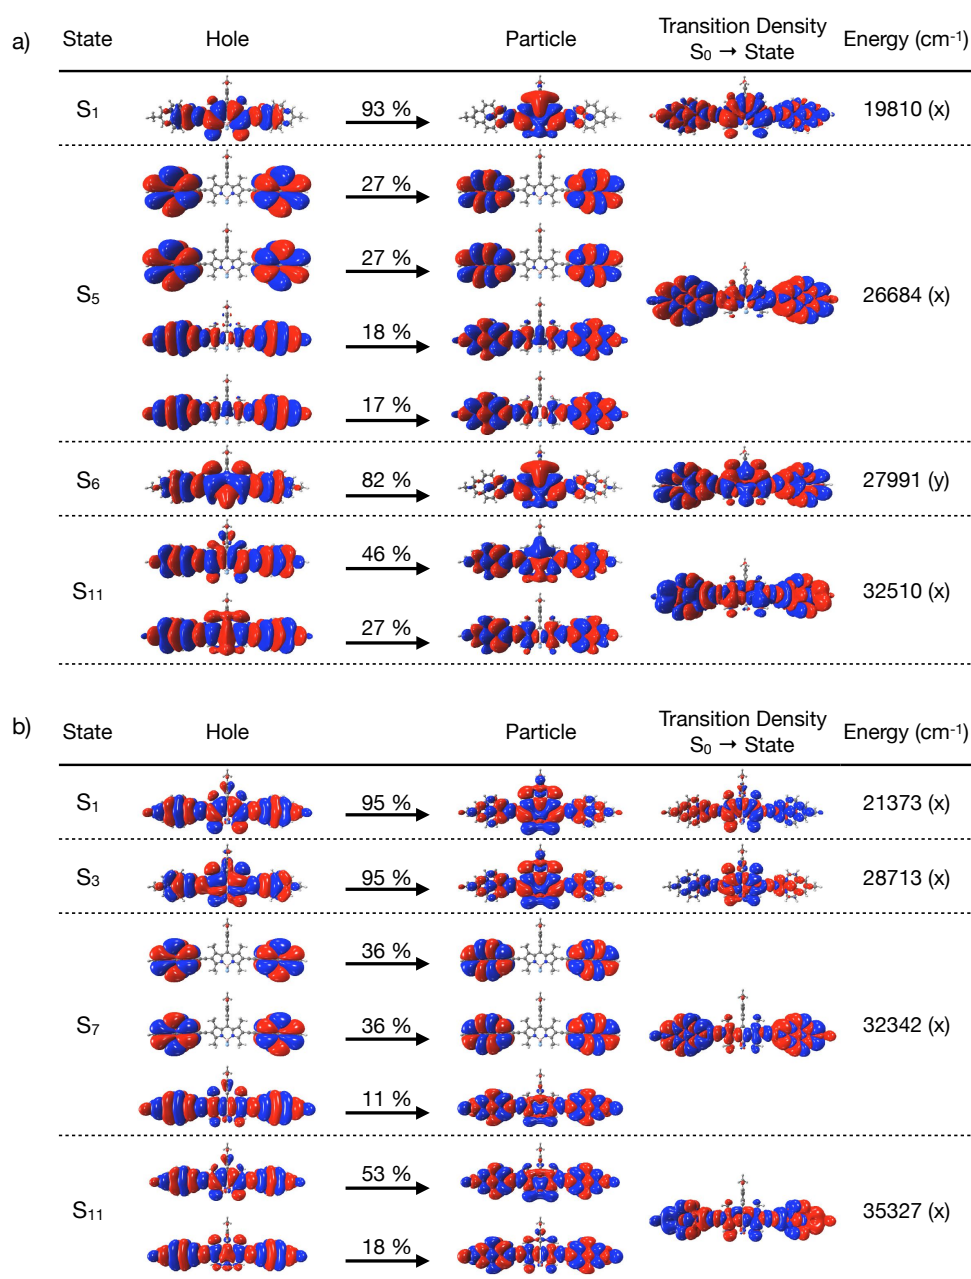 a) State Hole Particle Transition Density S₀ → State Energy (cm⁻¹)
S₁ 93 % 19810 (x)
27 %
27 %
S₅ 26684 (x)
18 %
17 %
S₆ 82 % 27991 (y)
46 %
S₁₁ 32510 (x)
27 %
b) State Hole Particle Transition Density S₀ → State Energy (cm⁻¹)
S₁ 95 % 21373 (x)
S₃ 95 % 28713 (x)
36 %
S₇ 36 % 32342 (x)
11 %
53 %
S₁₁ 35327 (x)
18 %